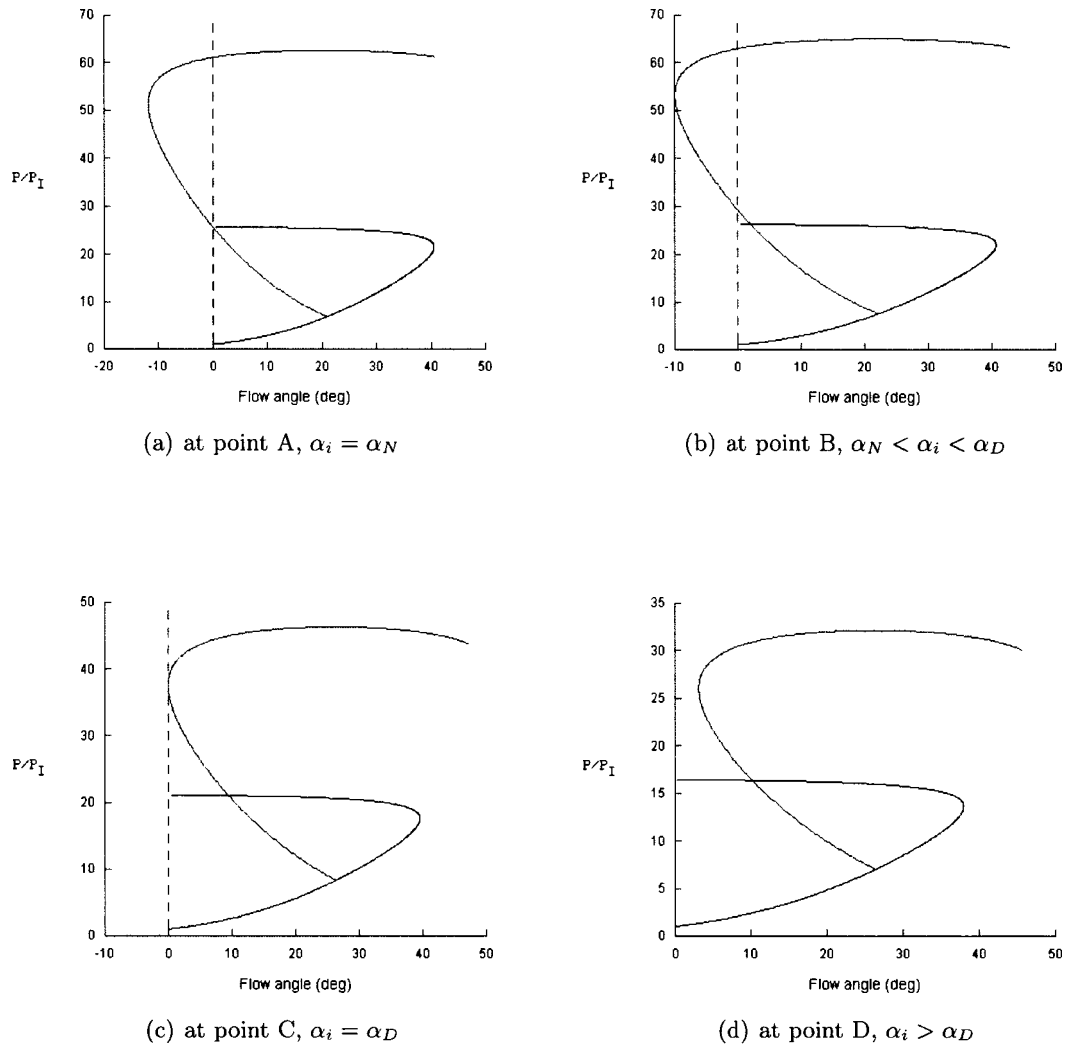 70
60
50
40
30
20
10
0
P/P_I
-20 -10 0 10 20 30 40 50
Flow angle (deg)
(a) at point A, α_i = α_N
70
60
50
40
30
20
10
0
P/P_I
-10 0 10 20 30 40 50
Flow angle (deg)
(b) at point B, α_N < α_i < α_D
50
40
30
20
10
0
P/P_I
-10 0 10 20 30 40 50
Flow angle (deg)
(c) at point C, α_i = α_D
35
30
25
20
15
10
5
0
P/P_I
0 10 20 30 40 50
Flow angle (deg)
(d) at point D, α_i > α_D